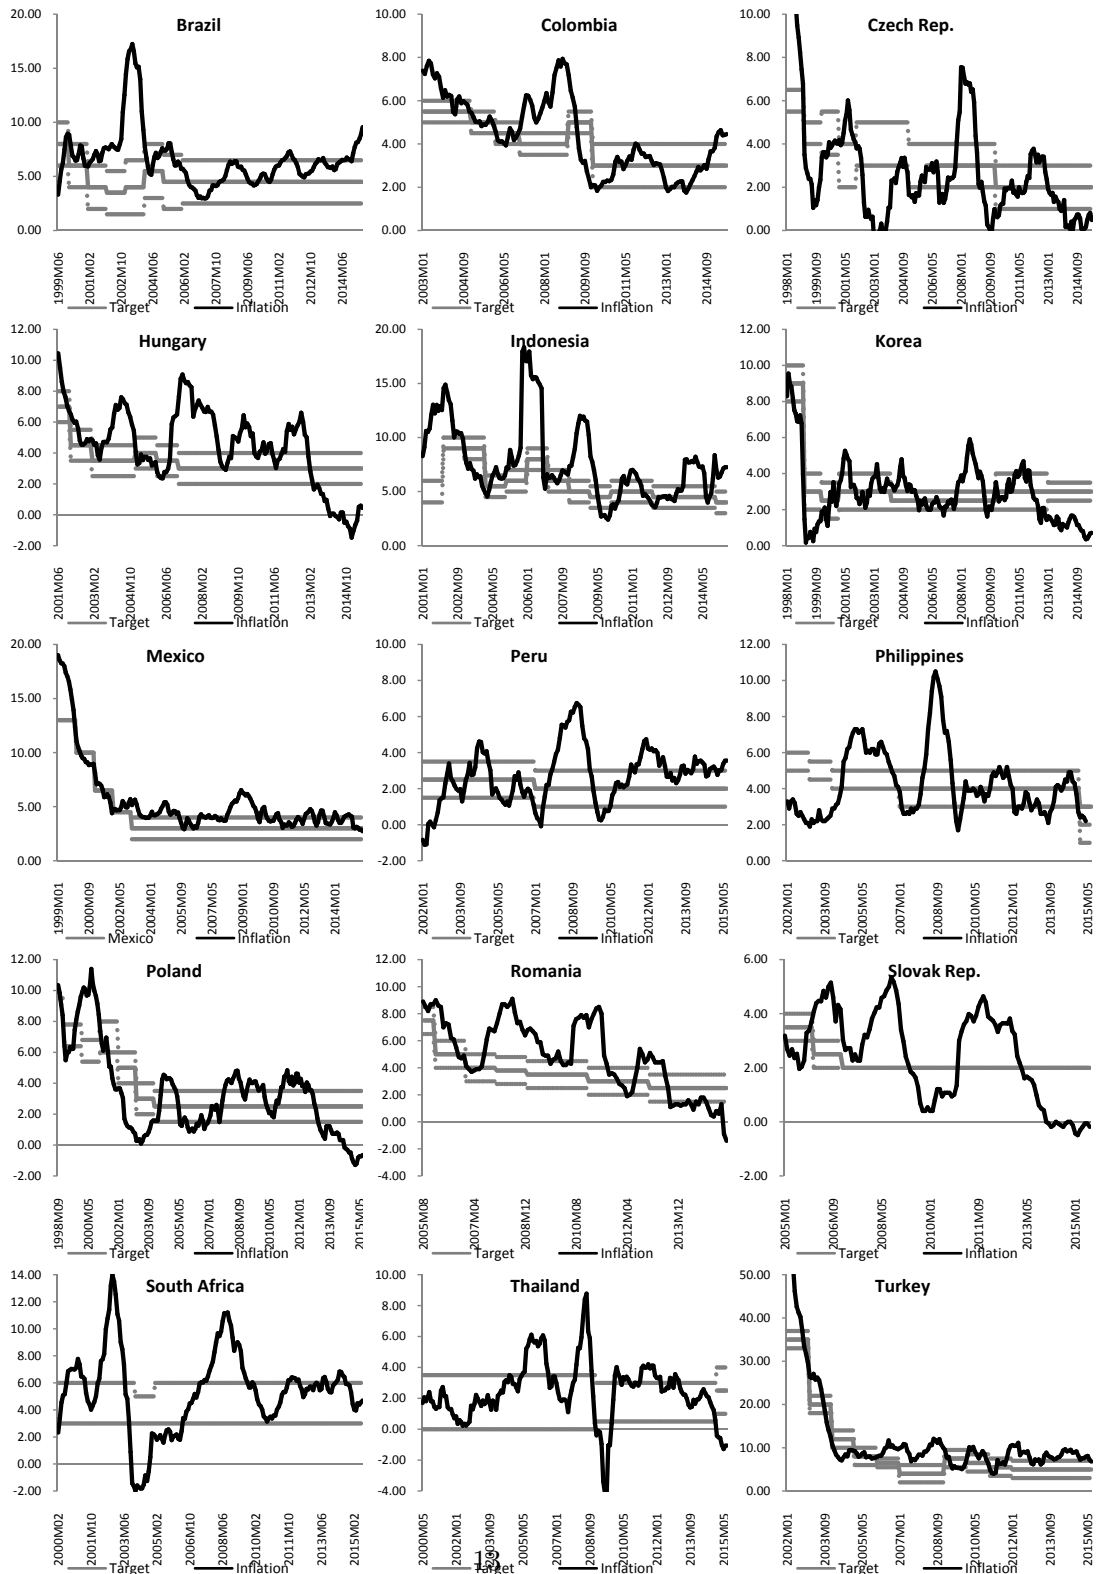 Brazil
20.00
15.00
10.00
5.00
0.00
1999M06
2001M02
2002M10
2004M06
2006M02
2007M10
2009M06
2011M02
2012M10
2014M06
Target Inflation
Colombia
10.00
8.00
6.00
4.00
2.00
0.00
2003M01
2004M09
2006M05
2008M01
2009M09
2011M05
2013M01
2014M09
Target Inflation
Czech Rep.
10.00
8.00
6.00
4.00
2.00
0.00
1998M01
1999M09
2001M05
2003M01
2004M09
2006M05
2008M01
2009M09
2011M05
2013M01
2014M09
Target Inflation
Hungary
12.00
10.00
8.00
6.00
4.00
2.00
0.00
-2.00
2001M06
2003M02
2004M10
2006M06
2008M02
2009M10
2011M06
2013M02
2014M10
Target Inflation
Indonesia
20.00
15.00
10.00
5.00
0.00
2001M01
2002M09
2004M05
2006M01
2007M09
2009M05
2011M01
2012M09
2014M05
Target Inflation
Korea
12.00
10.00
8.00
6.00
4.00
2.00
0.00
1998M01
1999M09
2001M05
2003M01
2004M09
2006M05
2008M01
2009M09
2011M05
2013M01
2014M09
Target Inflation
Mexico
20.00
15.00
10.00
5.00
0.00
1999M01
2000M09
2002M05
2004M01
2005M09
2007M05
2009M01
2010M09
2012M05
2014M01
Mexico Inflation
Peru
10.00
8.00
6.00
4.00
2.00
0.00
-2.00
2002M01
2003M09
2005M05
2007M01
2008M09
2010M05
2012M01
2013M09
2015M05
Target Inflation
Philippines
12.00
10.00
8.00
6.00
4.00
2.00
0.00
2002M01
2003M09
2005M05
2007M01
2008M09
2010M05
2012M01
2013M09
2015M05
Target Inflation
Poland
12.00
10.00
8.00
6.00
4.00
2.00
0.00
-2.00
1998M09
2000M05
2002M01
2003M09
2005M05
2007M01
2008M09
2010M05
2012M01
2013M09
2015M05
Target Inflation
Romania
12.00
10.00
8.00
6.00
4.00
2.00
0.00
-2.00
-4.00
2005M08
2007M04
2008M12
2010M08
2012M04
2013M12
Target Inflation
Slovak Rep.
6.00
4.00
2.00
0.00
-2.00
2005M01
2006M09
2008M05
2010M01
2011M09
2013M05
2015M01
Target Inflation
South Africa
14.00
12.00
10.00
8.00
6.00
4.00
2.00
0.00
-2.00
2000M02
2001M10
2003M06
2005M02
2006M10
2008M06
2010M02
2011M10
2013M06
2015M02
Target Inflation
Thailand
10.00
8.00
6.00
4.00
2.00
0.00
-2.00
-4.00
2000M05
2002M01
2003M09
2005M05
2007M01
2008M09
2010M05
2012M01
2013M09
2015M05
Target Inflation
Turkey
50.00
40.00
30.00
20.00
10.00
0.00
2002M01
2003M09
2005M05
2007M01
2008M09
2010M05
2012M01
2013M09
2015M05
Target Inflation
13